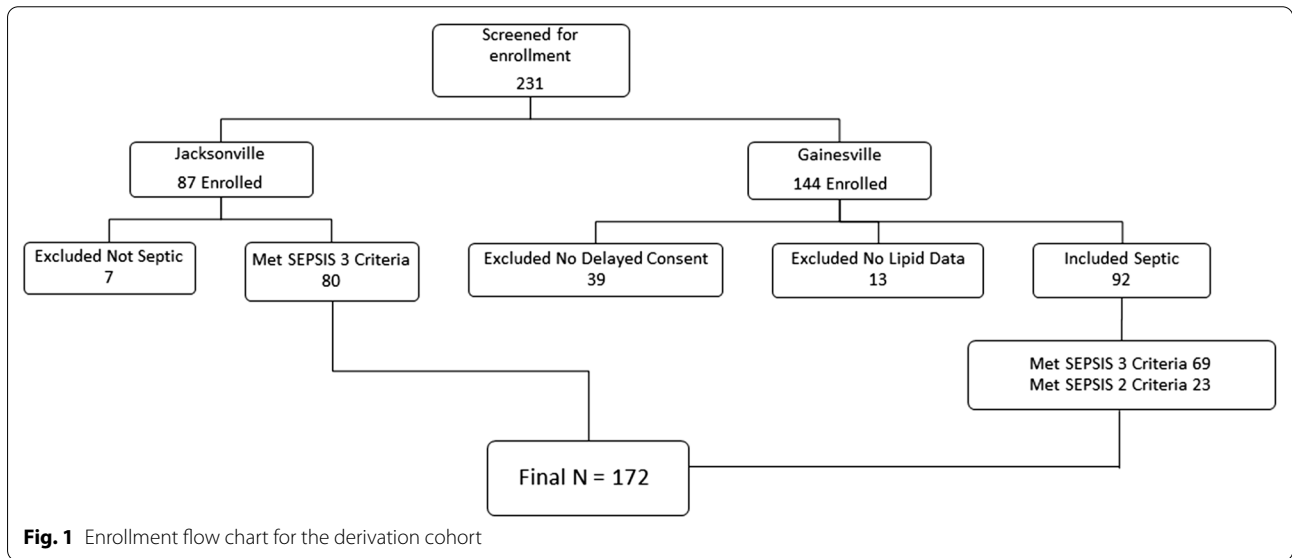 Screened for
enrollment
231
Jacksonville
87 Enrolled
Gainesville
144 Enrolled
Excluded Not Septic
7
Met SEPSIS 3 Criteria
80
Excluded No Delayed Consent
39
Excluded No Lipid Data
13
Included Septic
92
Met SEPSIS 3 Criteria 69
Met SEPSIS 2 Criteria 23
Final N = 172
Fig. 1 Enrollment flow chart for the derivation cohort